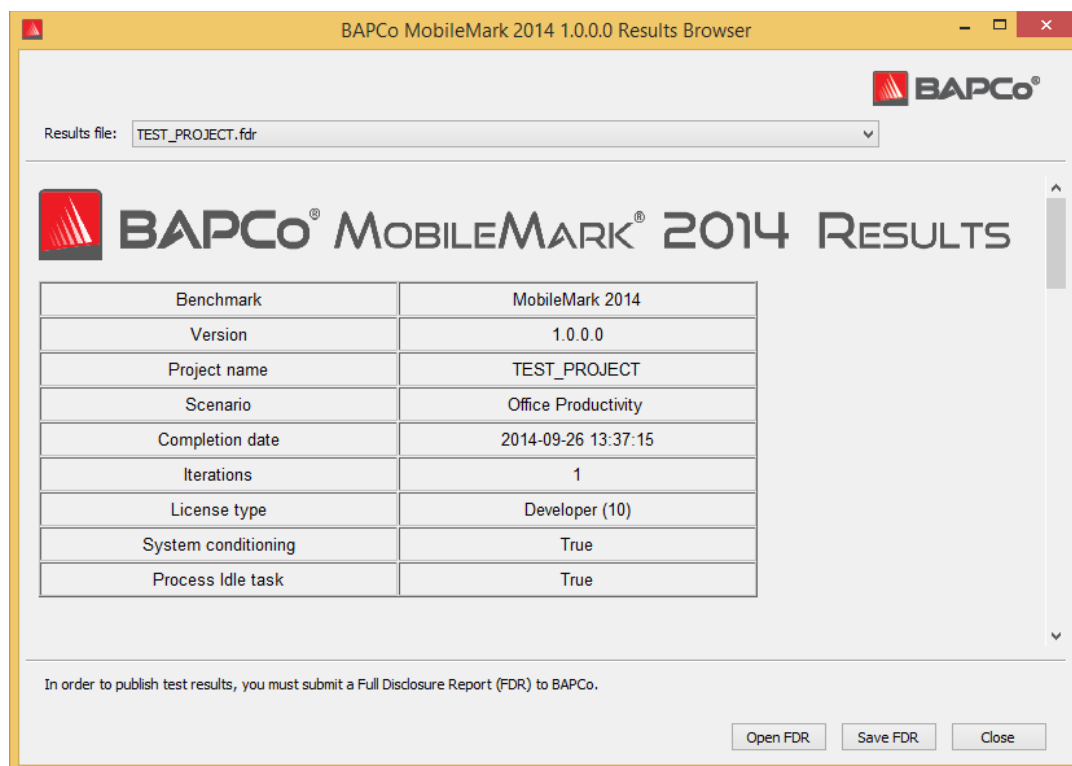 BAPCo MobileMark 2014 1.0.0.0 Results Browser
BAPCo®
Results file: TEST_PROJECT.fdr
BAPCo® MOBILEMARK® 2014 RESULTS
Benchmark MobileMark 2014
Version 1.0.0.0
Project name TEST_PROJECT
Scenario Office Productivity
Completion date 2014-09-26 13:37:15
Iterations 1
License type Developer (10)
System conditioning True
Process Idle task True
In order to publish test results, you must submit a Full Disclosure Report (FDR) to BAPCo.
Open FDR Save FDR Close